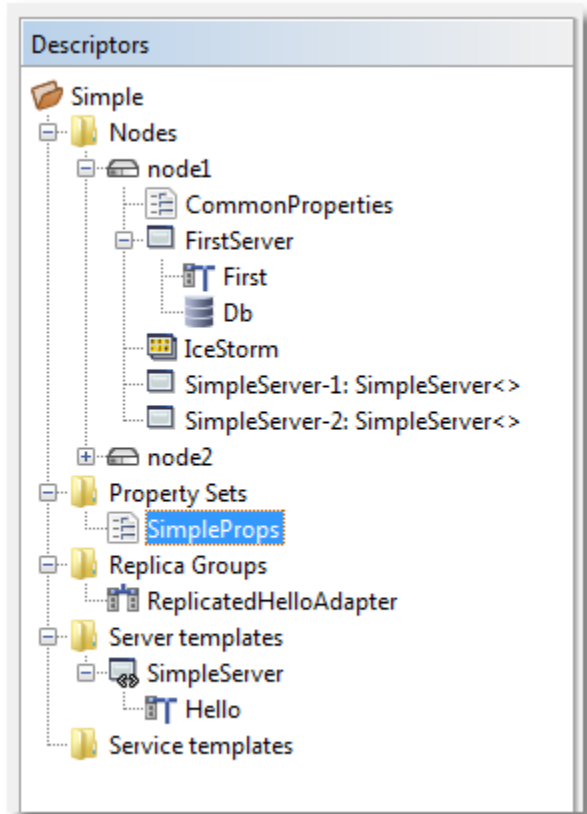 Descriptors
Simple
Nodes
node1
CommonProperties
FirstServer
First
Db
IceStorm
SimpleServer-1: SimpleServer<>
SimpleServer-2: SimpleServer<>
node2
Property Sets
SimpleProps
Replica Groups
ReplicatedHelloAdapter
Server templates
SimpleServer
Hello
Service templates